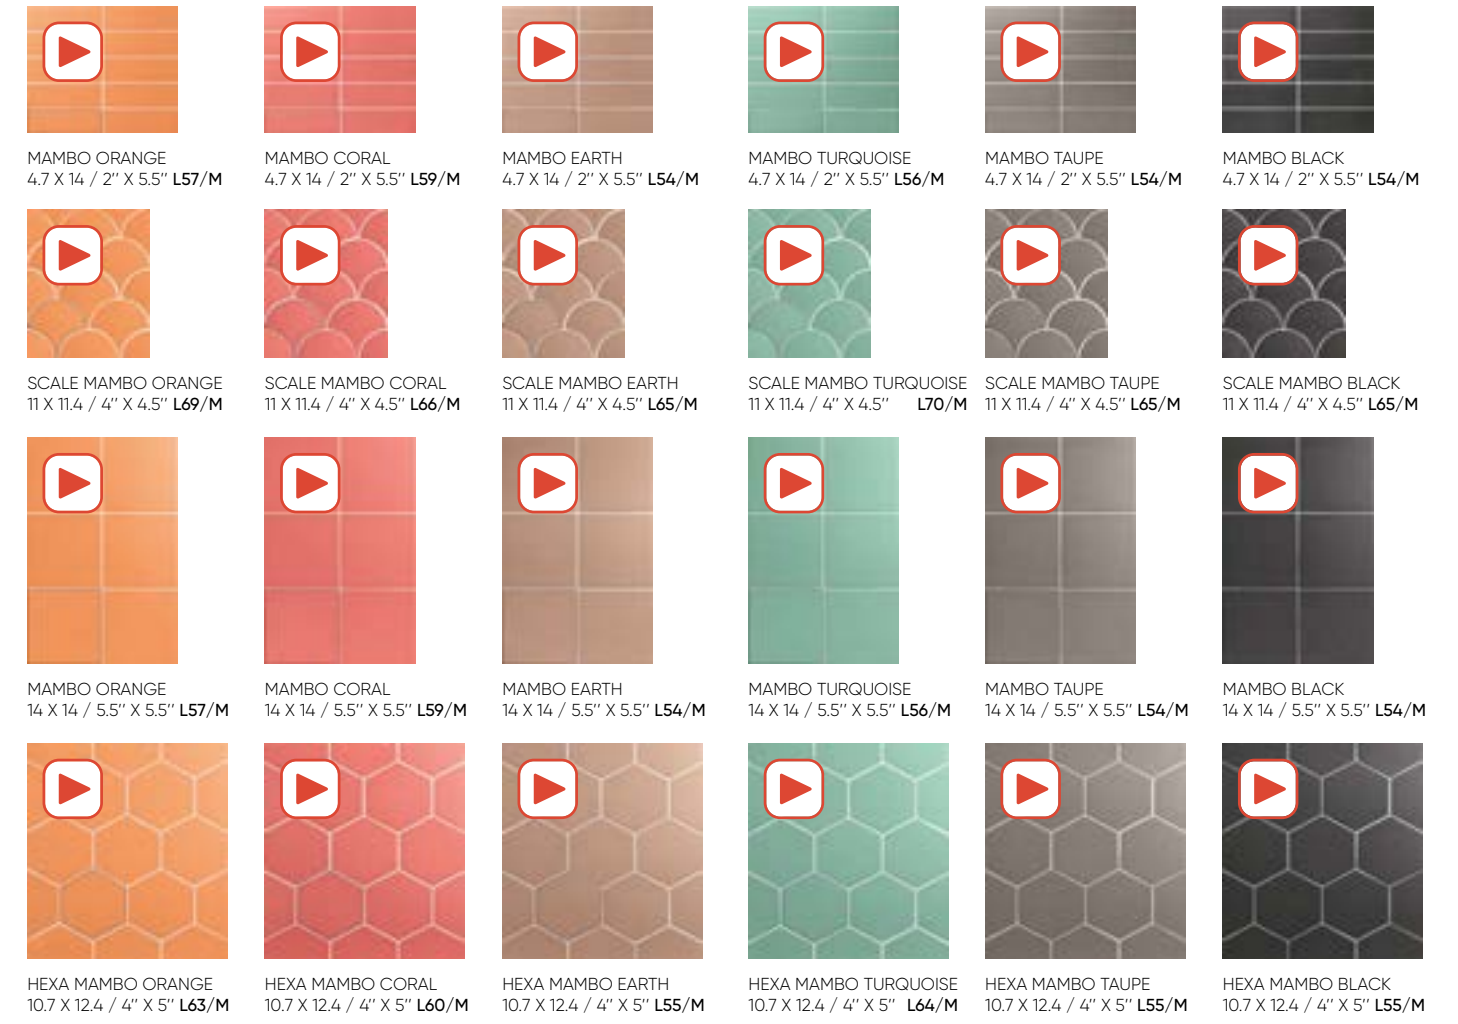 MAMBO ORANGE
4.7 X 14 / 2’’ X 5.5’’ L57/M
MAMBO CORAL
4.7 X 14 / 2’’ X 5.5’’ L59/M
MAMBO EARTH
4.7 X 14 / 2’’ X 5.5’’ L54/M
MAMBO TURQUOISE
4.7 X 14 / 2’’ X 5.5’’ L56/M
MAMBO TAUPE
4.7 X 14 / 2’’ X 5.5’’ L54/M
MAMBO BLACK
4.7 X 14 / 2’’ X 5.5’’ L54/M
SCALE MAMBO ORANGE
11 X 11.4 / 4’’ X 4.5’’ L69/M
SCALE MAMBO CORAL
11 X 11.4 / 4’’ X 4.5’’ L66/M
SCALE MAMBO EARTH
11 X 11.4 / 4’’ X 4.5’’ L65/M
SCALE MAMBO TURQUOISE
11 X 11.4 / 4’’ X 4.5’’ L70/M
SCALE MAMBO TAUPE
11 X 11.4 / 4’’ X 4.5’’ L65/M
SCALE MAMBO BLACK
11 X 11.4 / 4’’ X 4.5’’ L65/M
MAMBO ORANGE
14 X 14 / 5.5’’ X 5.5’’ L57/M
MAMBO CORAL
14 X 14 / 5.5’’ X 5.5’’ L59/M
MAMBO EARTH
14 X 14 / 5.5’’ X 5.5’’ L54/M
MAMBO TURQUOISE
14 X 14 / 5.5’’ X 5.5’’ L56/M
MAMBO TAUPE
14 X 14 / 5.5’’ X 5.5’’ L54/M
MAMBO BLACK
14 X 14 / 5.5’’ X 5.5’’ L54/M
HEXA MAMBO ORANGE
10.7 X 12.4 / 4’’ X 5’’ L63/M
HEXA MAMBO CORAL
10.7 X 12.4 / 4’’ X 5’’ L60/M
HEXA MAMBO EARTH
10.7 X 12.4 / 4’’ X 5’’ L55/M
HEXA MAMBO TURQUOISE
10.7 X 12.4 / 4’’ X 5’’ L64/M
HEXA MAMBO TAUPE
10.7 X 12.4 / 4’’ X 5’’ L55/M
HEXA MAMBO BLACK
10.7 X 12.4 / 4’’ X 5’’ L55/M